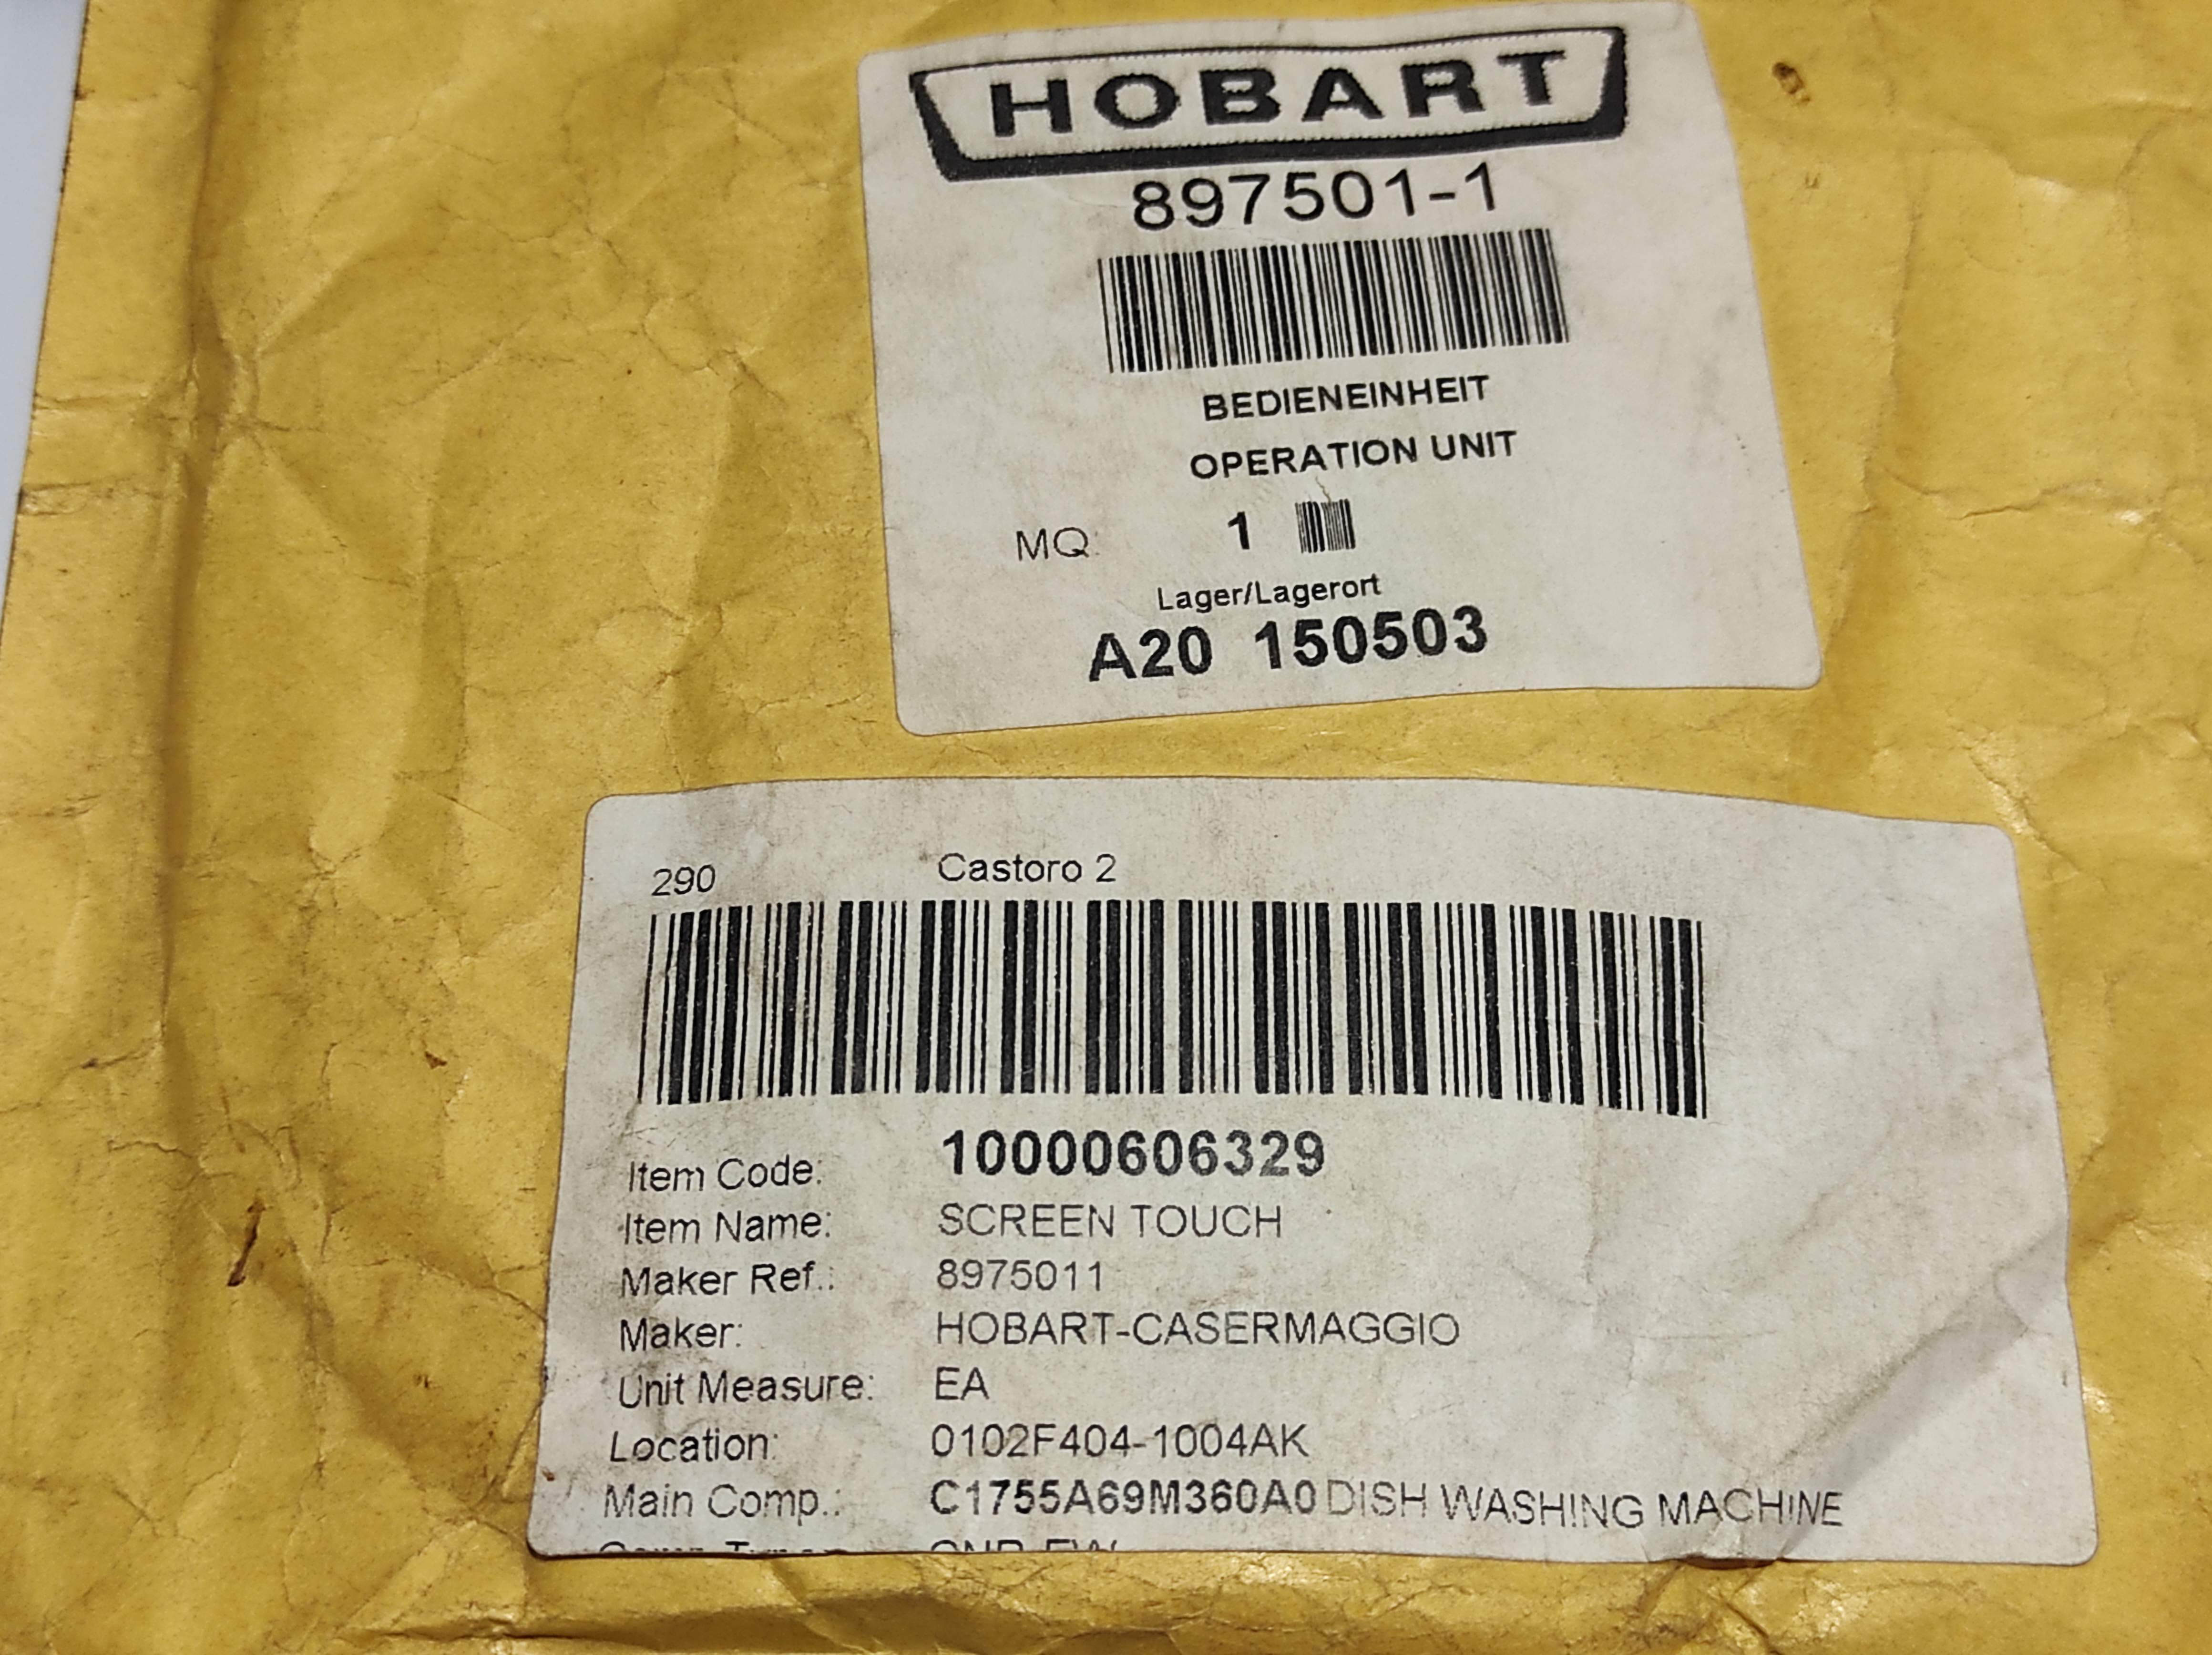 HOBART
897501-1
BEDIENEINHEIT
OPERATION UNIT
MQ: 1
Lager/Lagerort
A20 150503
290 Castoro 2
Item Code: 10000606329
Item Name: SCREEN TOUCH
Maker Ref.: 8975011
Maker: HOBART-CASERMAGGIO
Unit Measure: EA
Location: 0102F404-1004AK
Main Comp.: C1755A69M360A0 DISH WASHING MACHINE